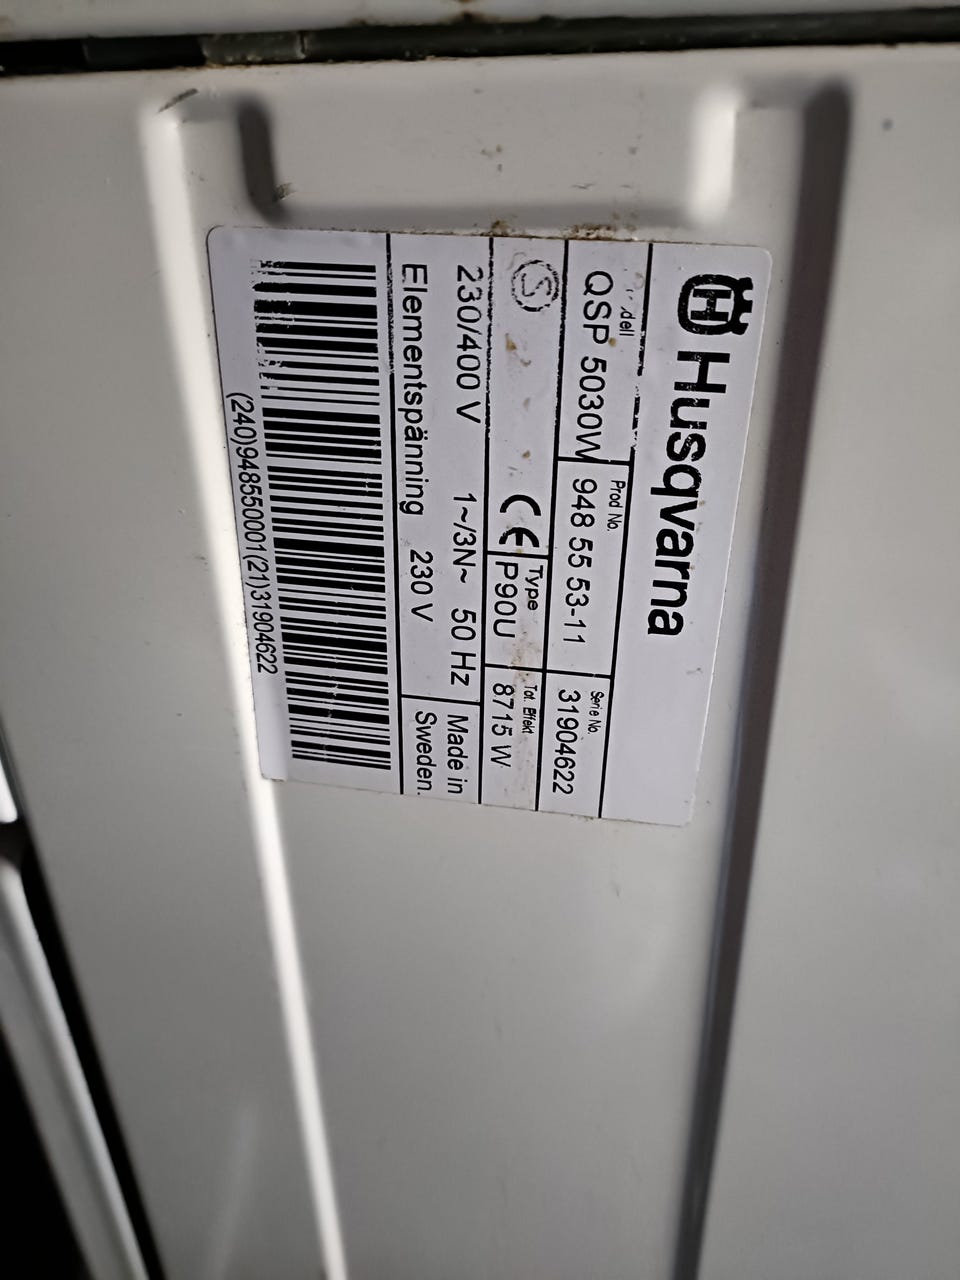 Husqvarna
QSP 5030W
Prod No.
948 55 53-11
Serie No.
31904622
S
CE
Type
P90U
Tot. Effekt
8715 W
230/400 V 1~/3N~ 50 Hz
Elementspänning 230 V
Made in
Sweden.
(240)948550001(21)31904622